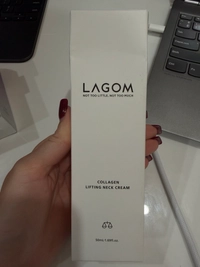 LAGOM
NOT TOO LITTLE, NOT TOO MUCH
COLLAGEN
LIFTING NECK CREAM